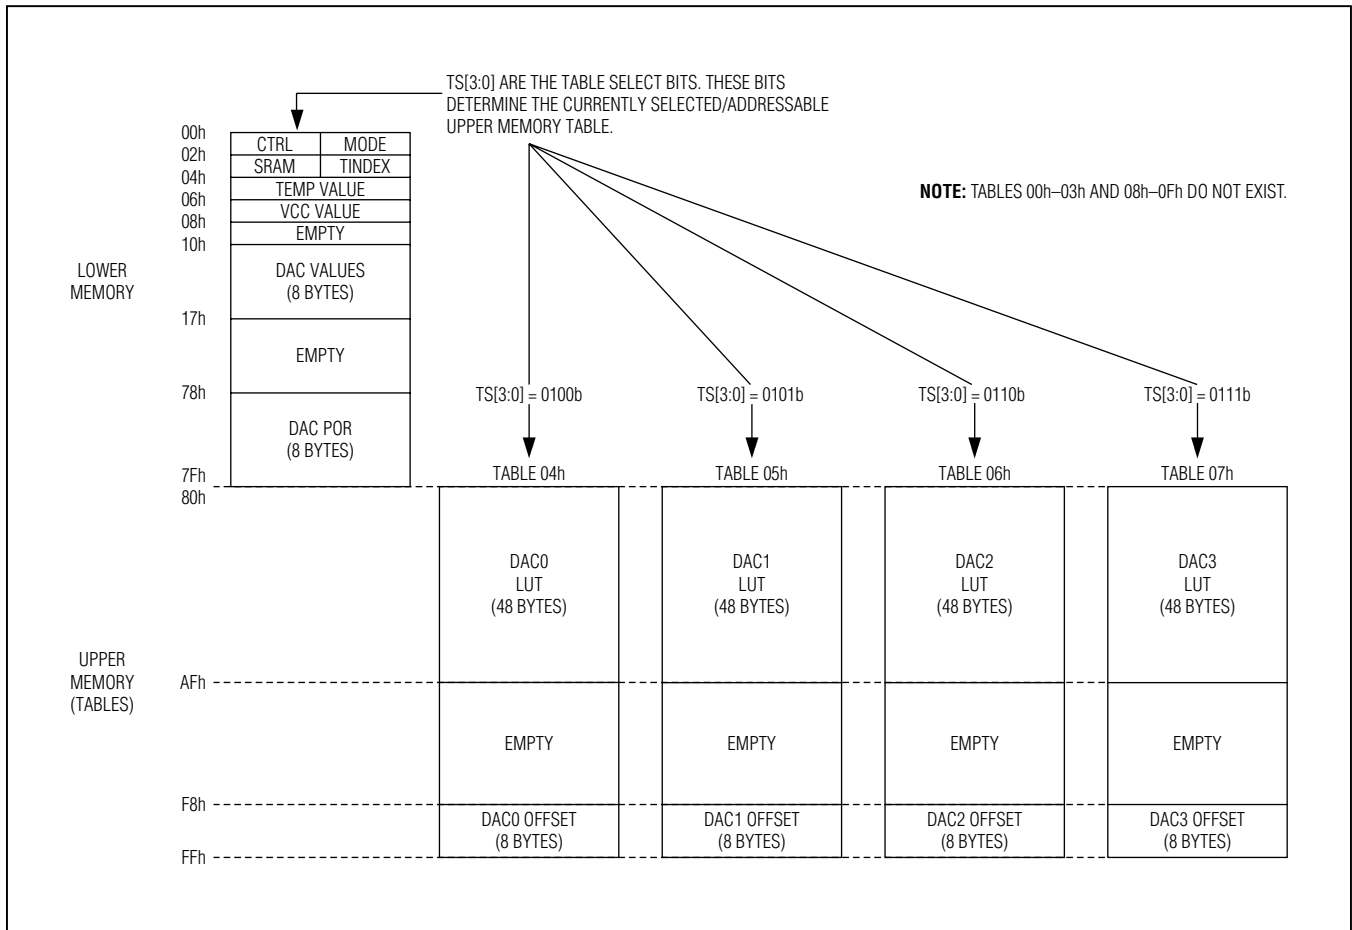 TS[3:0] ARE THE TABLE SELECT BITS. THESE BITS
DETERMINE THE CURRENTLY SELECTED/ADDRESSABLE
UPPER MEMORY TABLE.
00h
CTRL MODE
02h
SRAM TINDEX
04h
TEMP VALUE
06h
VCC VALUE
08h
EMPTY
10h
NOTE: TABLES 00h–03h AND 08h–0Fh DO NOT EXIST.
LOWER
MEMORY
DAC VALUES
(8 BYTES)
17h
EMPTY
78h
DAC POR
(8 BYTES)
7Fh
80h
TS[3:0] = 0100b TS[3:0] = 0101b TS[3:0] = 0110b TS[3:0] = 0111b
TABLE 04h TABLE 05h TABLE 06h TABLE 07h
DAC0 DAC1 DAC2 DAC3
LUT LUT LUT LUT
(48 BYTES) (48 BYTES) (48 BYTES) (48 BYTES)
UPPER
MEMORY
(TABLES)
AFh
EMPTY EMPTY EMPTY EMPTY
F8h
DAC0 OFFSET DAC1 OFFSET DAC2 OFFSET DAC3 OFFSET
(8 BYTES) (8 BYTES) (8 BYTES) (8 BYTES)
FFh